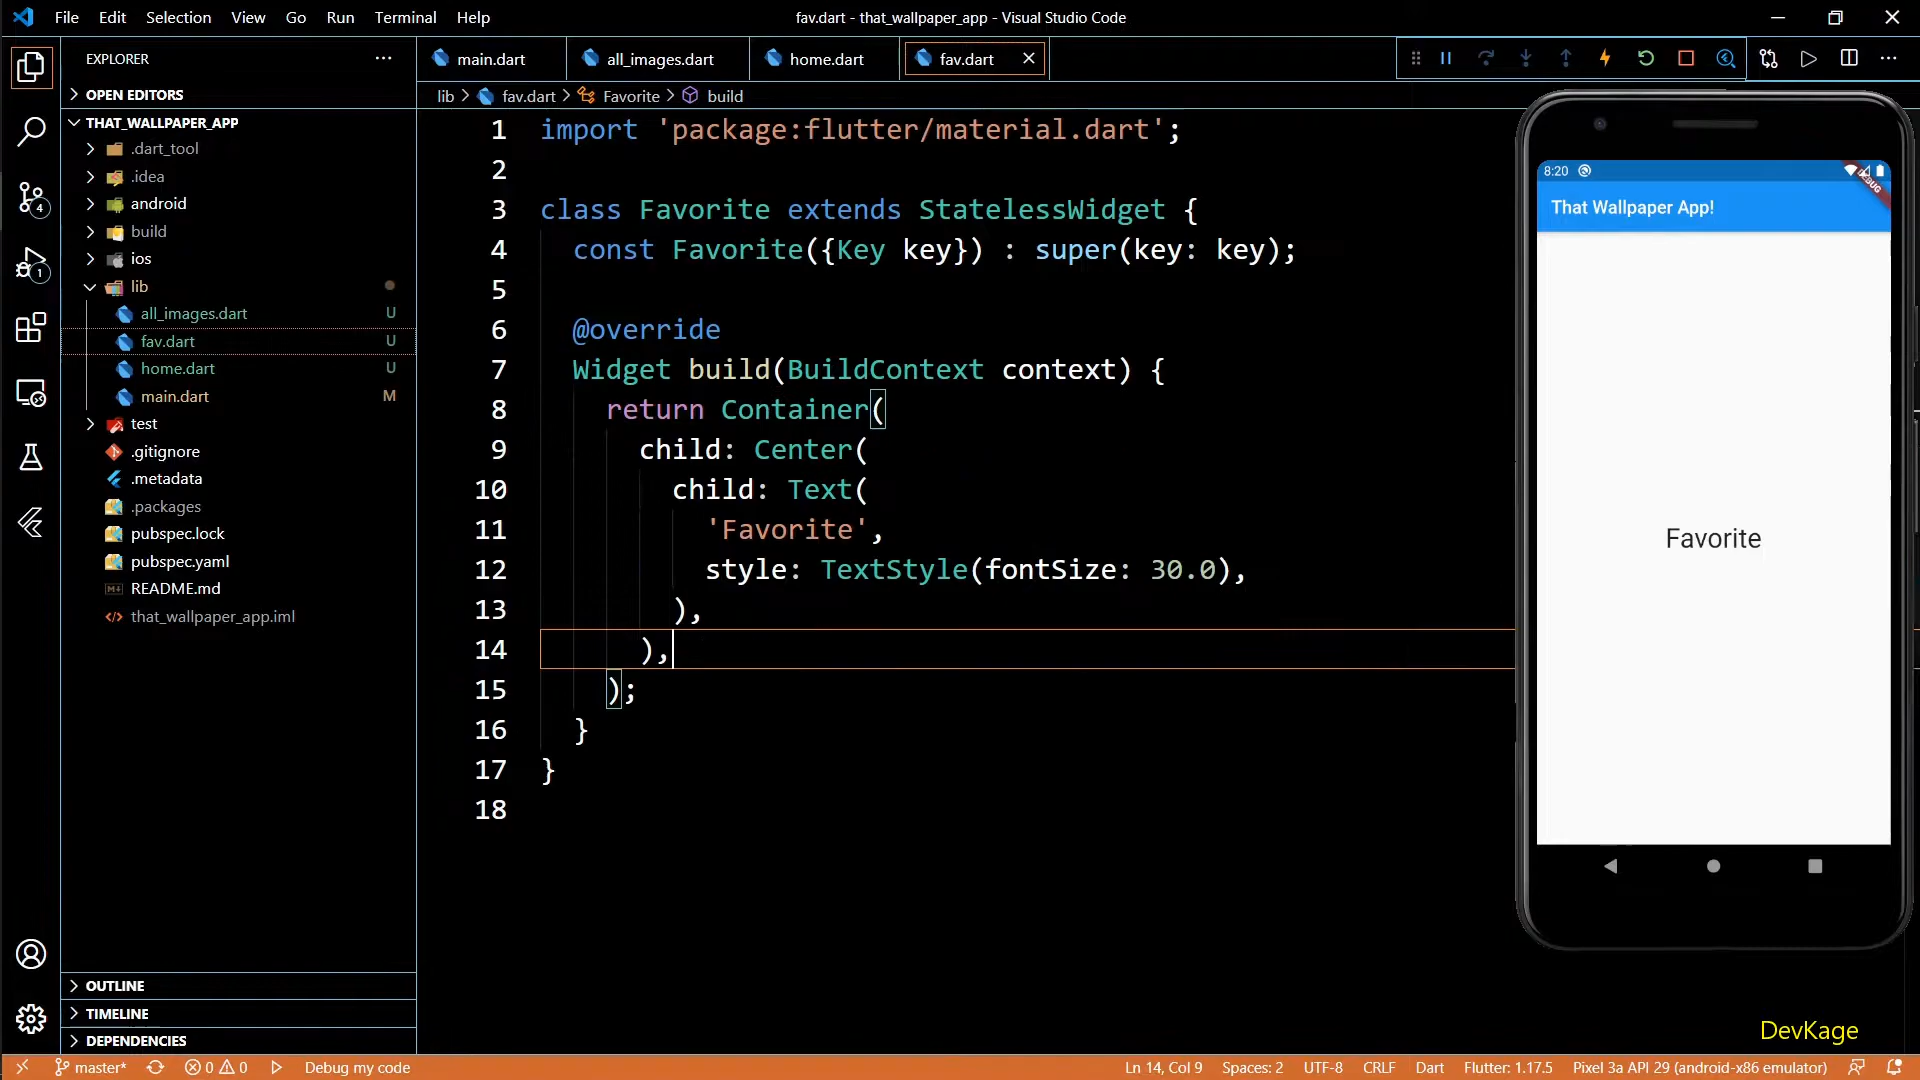 File Edit Selection View Go Run Terminal Help
fav.dart - that_wallpaper_app - Visual Studio Code
EXPLORER
OPEN EDITORS
THAT_WALLPAPER_APP
.dart_tool
.idea
android
build
ios
lib
all_images.dart U
fav.dart U
home.dart U
main.dart M
test
.gitignore
.metadata
.packages
pubspec.lock
pubspec.yaml
README.md
that_wallpaper_app.iml
OUTLINE
TIMELINE
DEPENDENCIES
4
1
main.dart all_images.dart home.dart fav.dart
lib > fav.dart > Favorite > build
1 import 'package:flutter/material.dart';
2
3 class Favorite extends StatelessWidget {
4 const Favorite({Key key}) : super(key: key);
5
6 @override
7 Widget build(BuildContext context) {
8 return Container(
9 child: Center(
10 child: Text(
11 'Favorite',
12 style: TextStyle(fontSize: 30.0),
13 ),
14 ),
15 );
16 }
17 }
18
8:20
DEBUG
That Wallpaper App!
Favorite
DevKage
master* 0 0 Debug my code
Ln 14, Col 9 Spaces: 2 UTF-8 CRLF Dart Flutter: 1.17.5 Pixel 3a API 29 (android-x86 emulator)